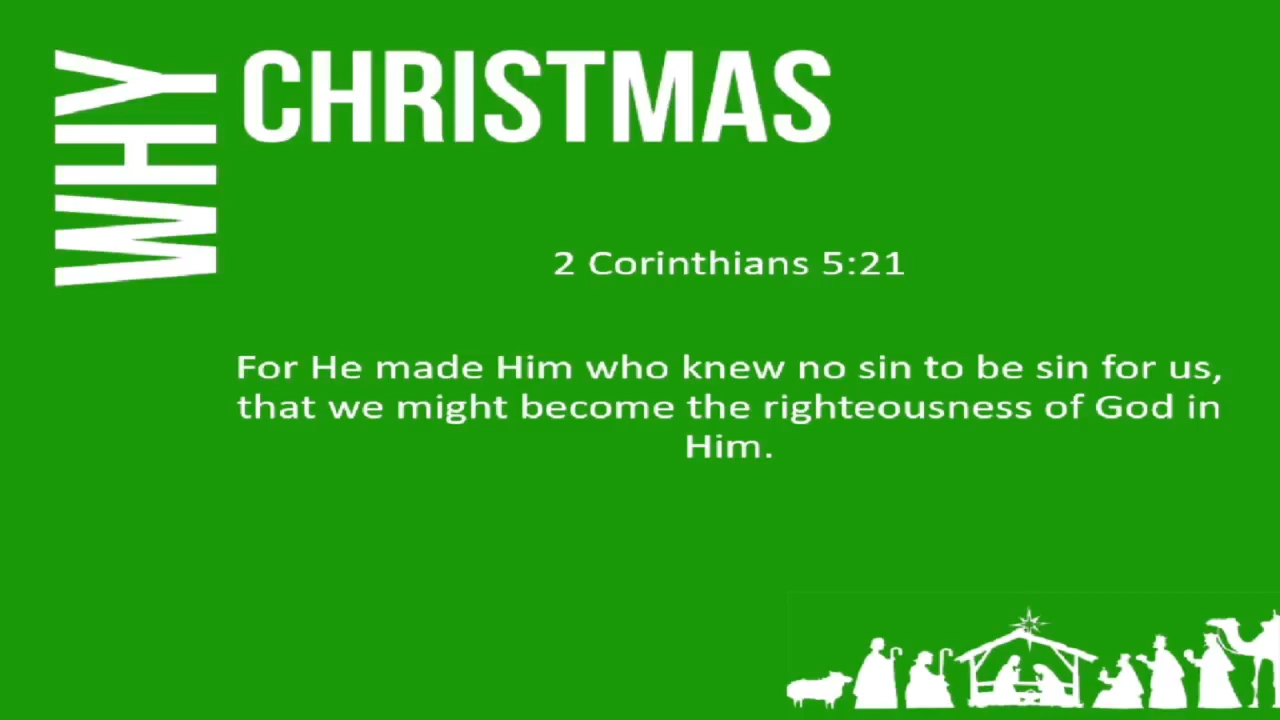 WHY
CHRISTMAS
2 Corinthians 5:21
For He made Him who knew no sin to be sin for us,
that we might become the righteousness of God in
Him.